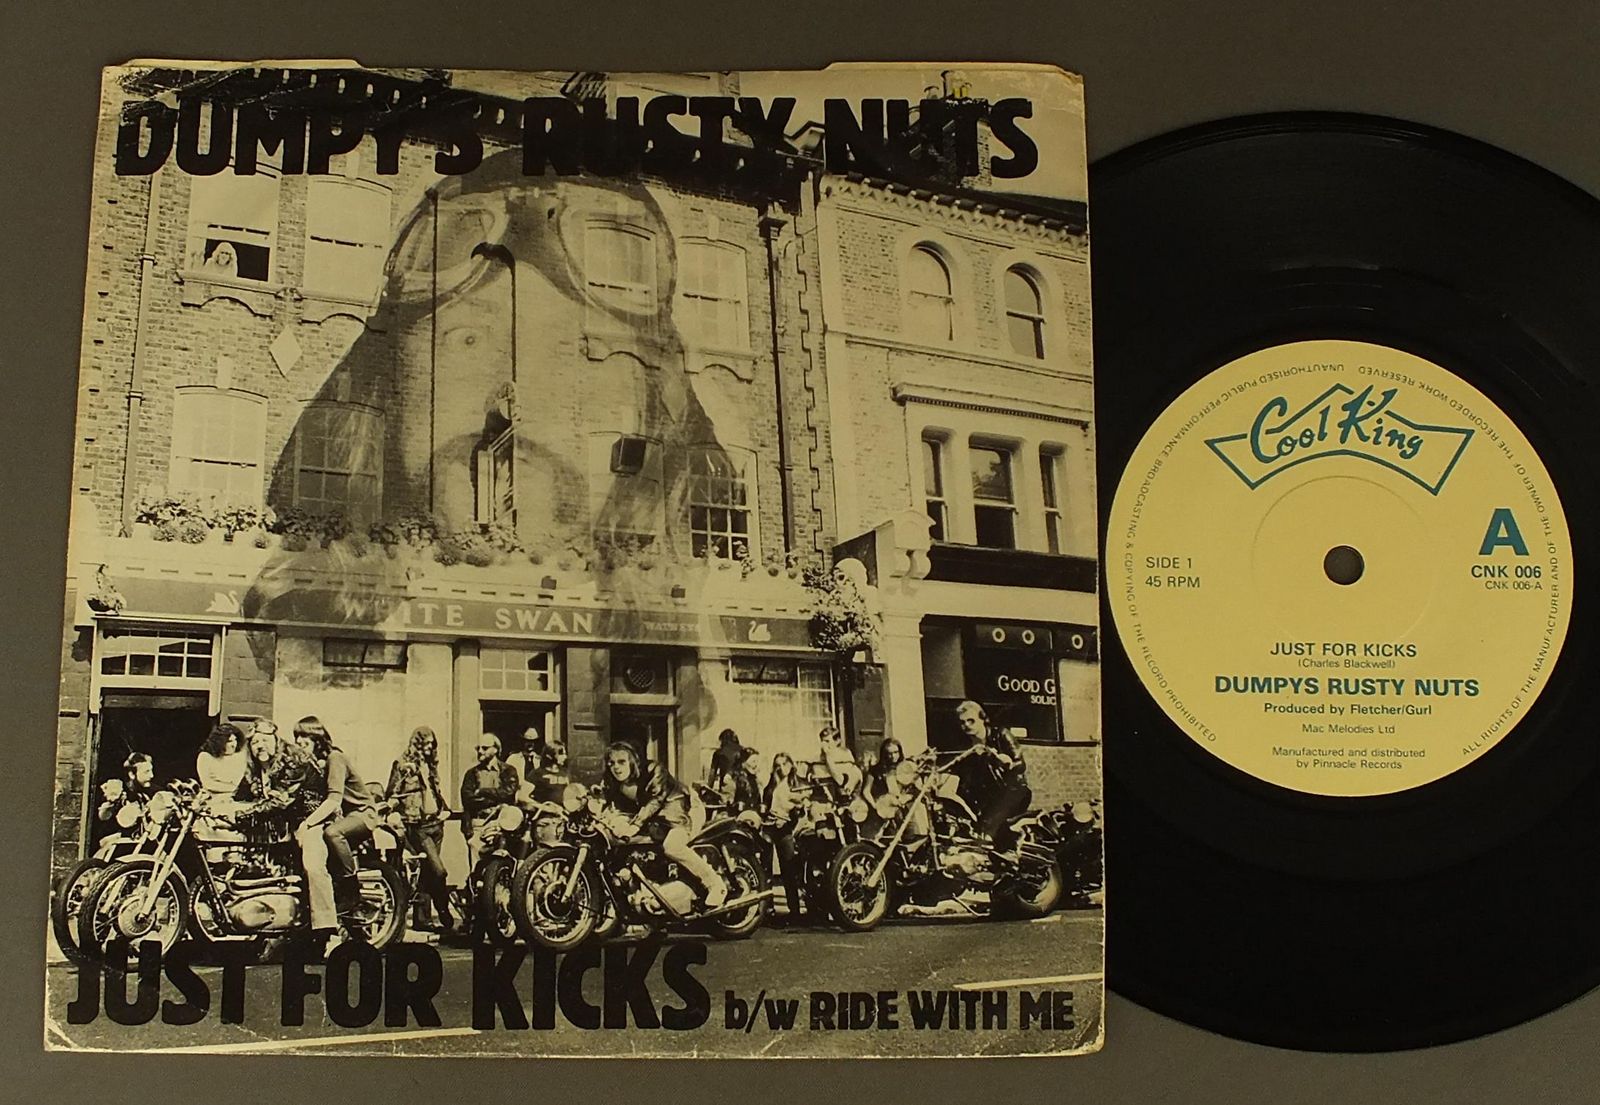 DUMPY'S RUSTY NUTS
WHITE SWAN
WATNEYS
GOOD G
SOLIC
JUST FOR KICKS b/w RIDE WITH ME
Cool King
A
SIDE 1
45 RPM
CNK 006
CNK 006-A
JUST FOR KICKS
(Charles Blackwell)
DUMPYS RUSTY NUTS
Produced by Fletcher/Gurl
Mac Melodies Ltd
Manufactured and distributed
by Pinnacle Records
ALL RIGHTS OF THE MANUFACTURER AND OF THE OWNER OF THE RECORDED WORK RESERVED UNAUTHORISED PUBLIC PERFORMANCE, BROADCASTING & COPYING OF THE RECORD PROHIBITED